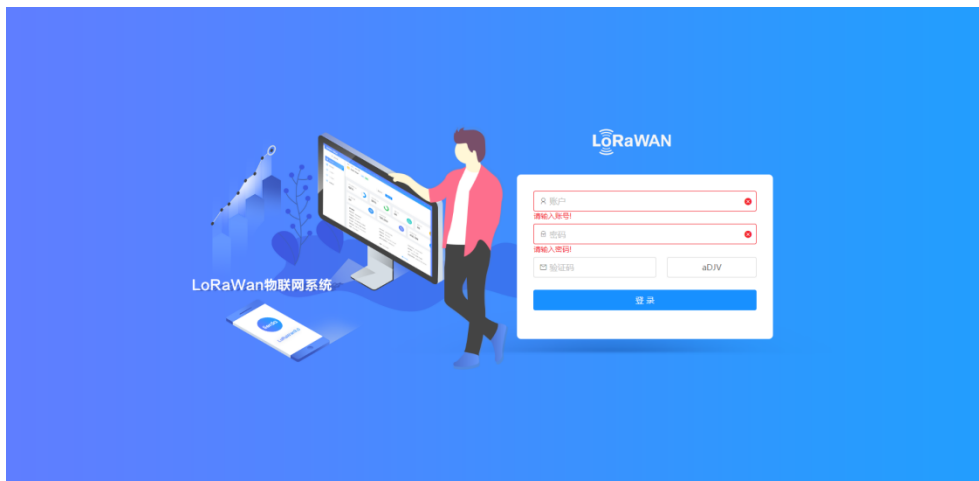 LoRaWAN
账户
请输入账号!
密码
请输入密码!
验证码 aDJV
登 录
LoRaWan物联网系统